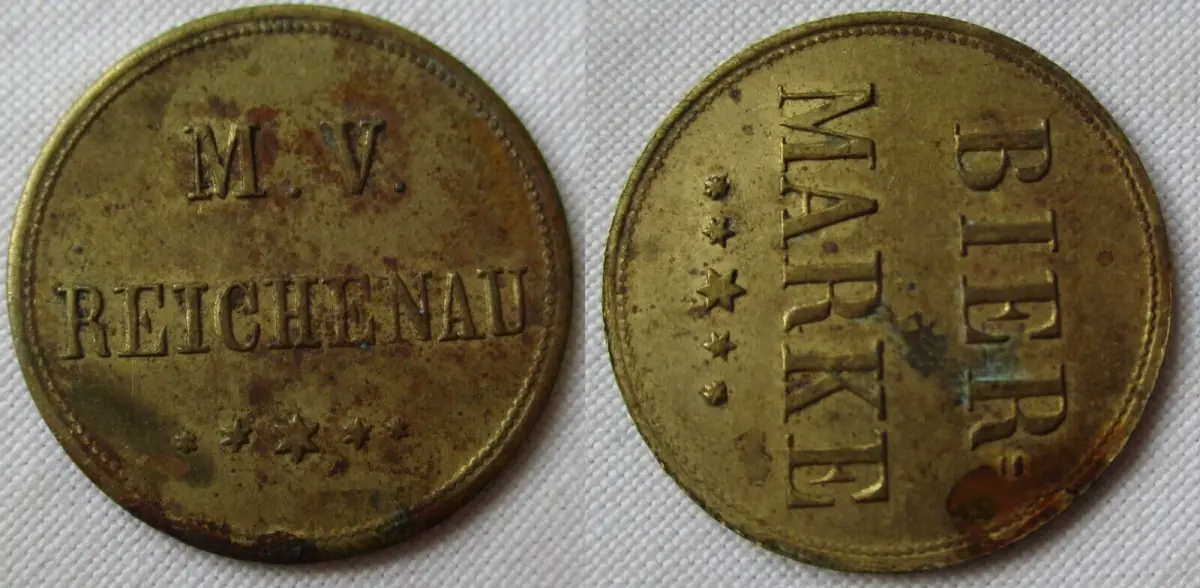 M. V.
REICHENAU
BIER=
MARKE